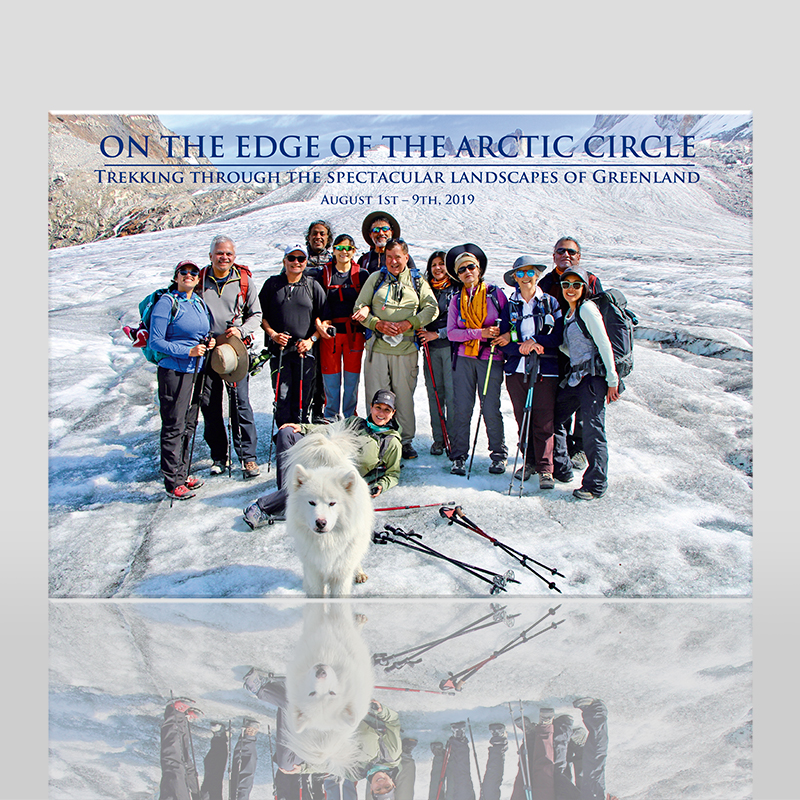 ON THE EDGE OF THE ARCTIC CIRCLE
TREKKING THROUGH THE SPECTACULAR LANDSCAPES OF GREENLAND
AUGUST 1ST – 9TH, 2019